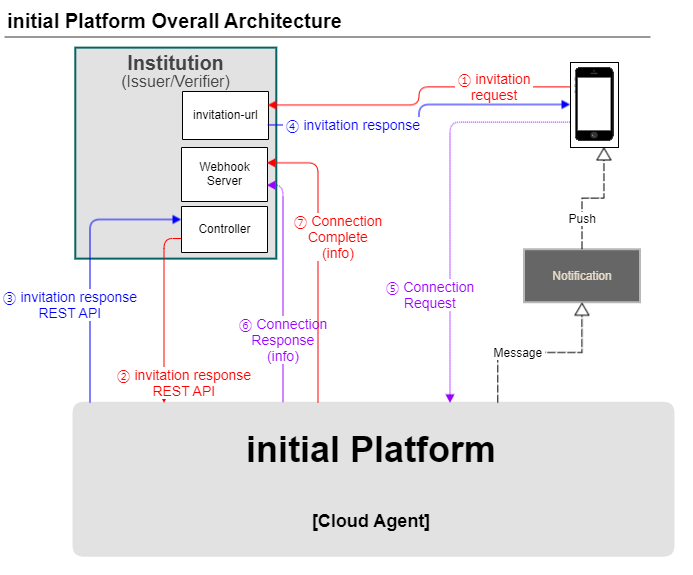 initial Platform Overall Architecture
Institution
(Issuer/Verifier)
invitation-url
Webhook
Server
Controller
① invitation
request
④ invitation response
⑦ Connection
Complete
(info)
Push
Notification
⑤ Connection
Request
③ invitation response
REST API
⑥ Connection
Response
(info)
Message
② invitation response
REST API
initial Platform
[Cloud Agent]